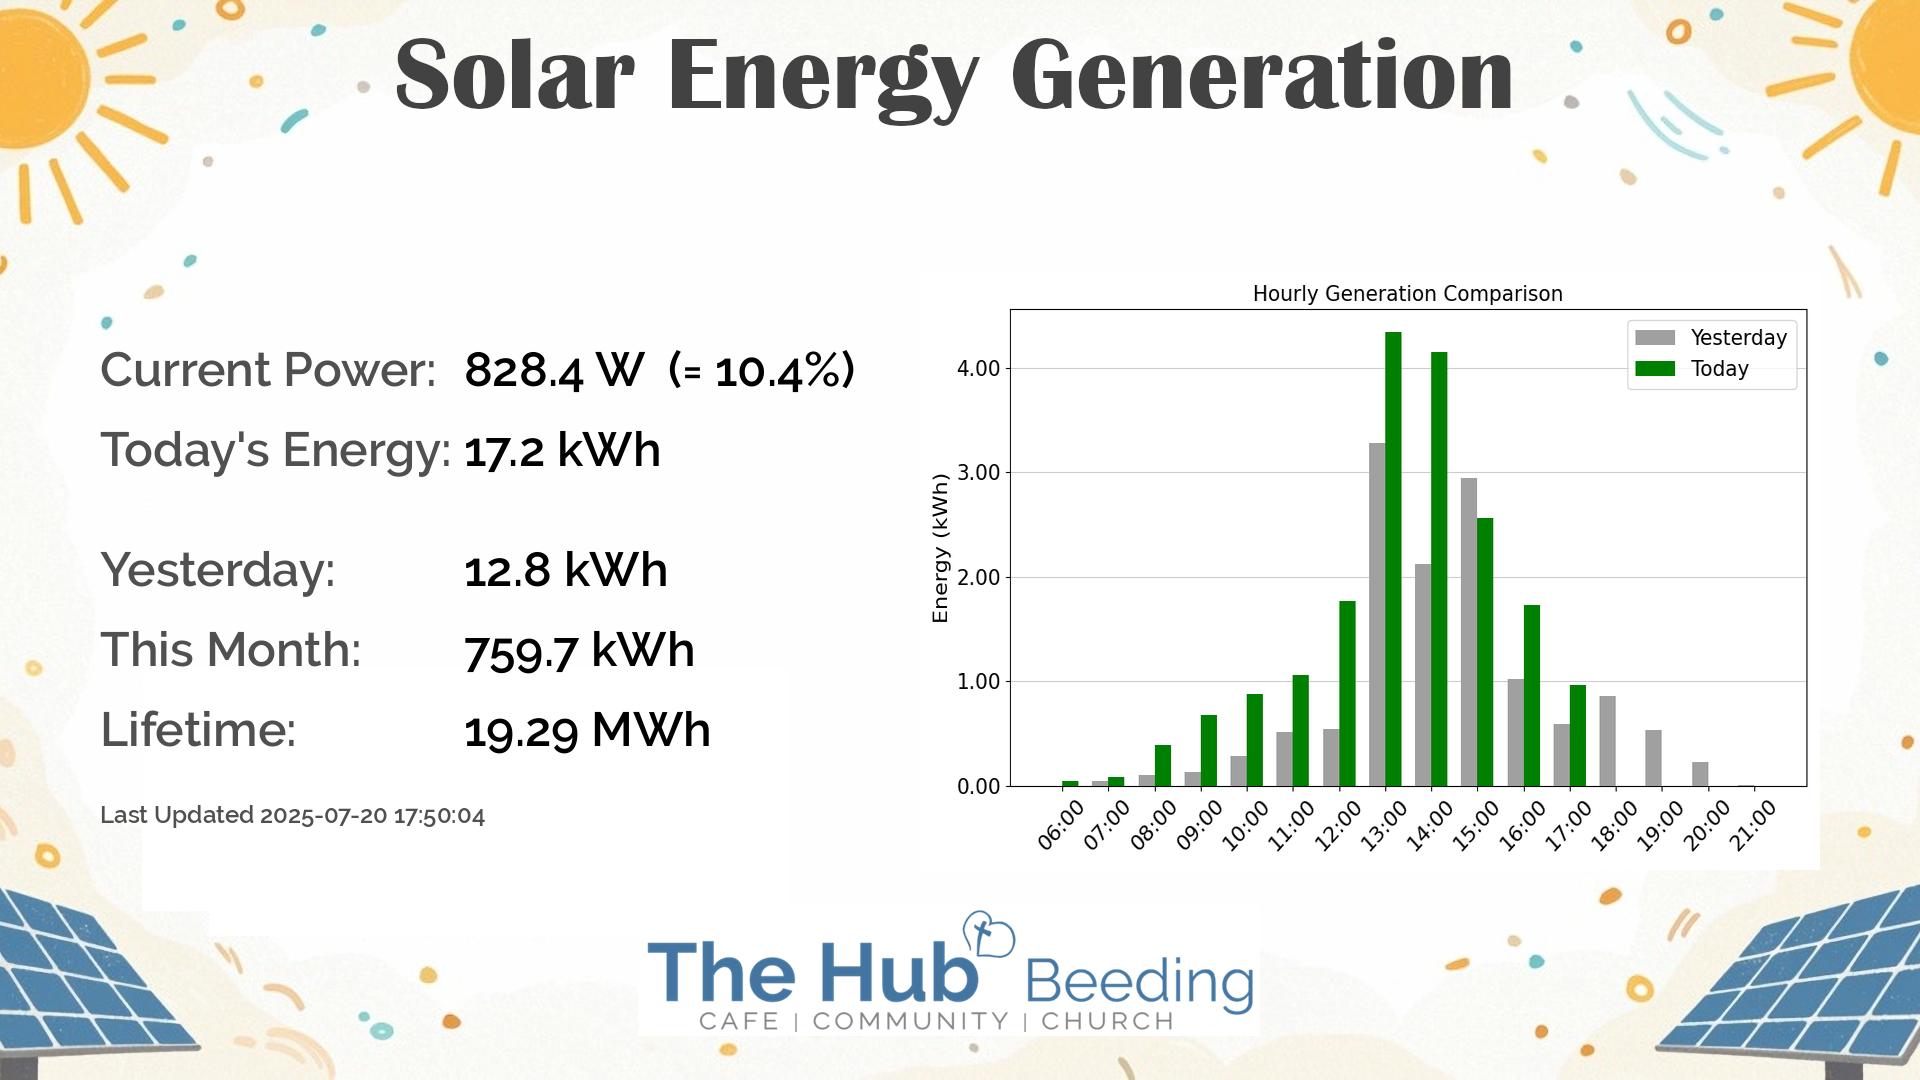 Solar Energy Generation
Current Power: 828.4 W (= 10.4%)
Today's Energy: 17.2 kWh
Yesterday: 12.8 kWh
This Month: 759.7 kWh
Lifetime: 19.29 MWh
Last Updated 2025-07-20 17:50:04
Hourly Generation Comparison
Yesterday
Today
Energy (kWh)
4.00
3.00
2.00
1.00
0.00
06:00 07:00 08:00 09:00 10:00 11:00 12:00 13:00 14:00 15:00 16:00 17:00 18:00 19:00 20:00 21:00
The Hub Beeding
CAFE | COMMUNITY | CHURCH